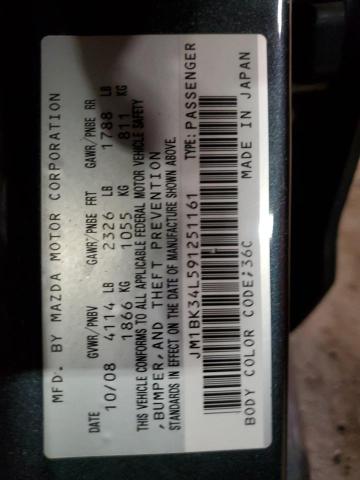 MFD. BY MAZDA MOTOR CORPORATION
DATE GVWR/PNBV GAWR/PNBE FRT GAWR/PNBE RR
10/08 4114 LB 2326 LB 1788 LB
1866 KG 1055 KG 811 KG
THIS VEHICLE CONFORMS TO ALL APPLICABLE FEDERAL MOTOR VEHICLE SAFETY
, BUMPER, AND THEFT PREVENTION
STANDARDS IN EFFECT ON THE DATE OF MANUFACTURE SHOWN ABOVE.
JM1BK34L591251161 TYPE: PASSENGER
BODY COLOR CODE;36C MADE IN JAPAN